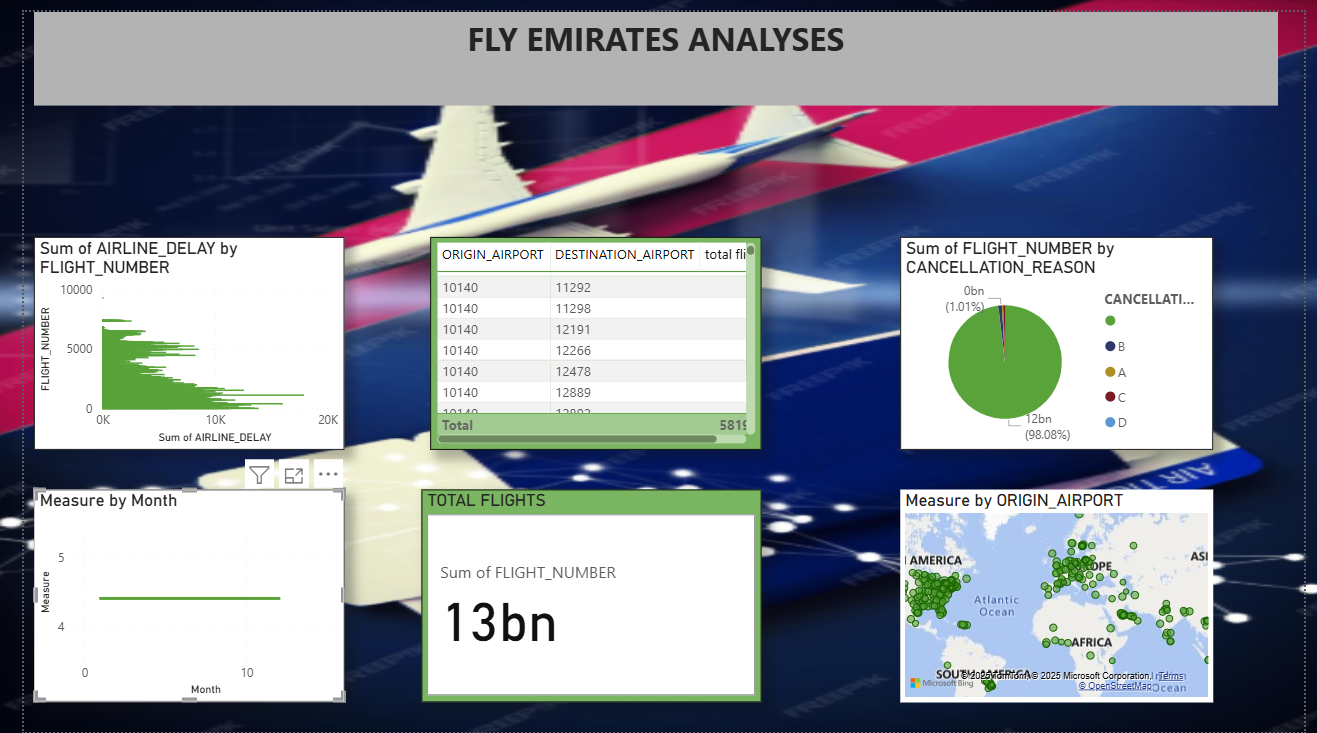 FLY EMIRATES ANALYSES
Sum of AIRLINE_DELAY by
FLIGHT_NUMBER
10000
5000
0
FLIGHT_NUMBER
0K
10K
20K
Sum of AIRLINE_DELAY
ORIGIN_AIRPORT DESTINATION_AIRPORT total fli
10140 11292
10140 11298
10140 12191
10140 12266
10140 12478
10140 12889
Total 5819
Sum of FLIGHT_NUMBER by
CANCELLATION_REASON
0bn
(1.01%)
12bn
(98.08%)
CANCELLATI...
B
A
C
D
Measure by Month
5
4
Measure
0
10
Month
TOTAL FLIGHTS
Sum of FLIGHT_NUMBER
13bn
Measure by ORIGIN_AIRPORT
AMERICA
OPE
ASI
Atlantic
Ocean
AFRICA
SOUTH AMERICA
Microsoft Bing
© 2025 TomTom, © 2025 Microsoft Corporation, Terms
© OpenStreetMap
Ocean
FREEPIK